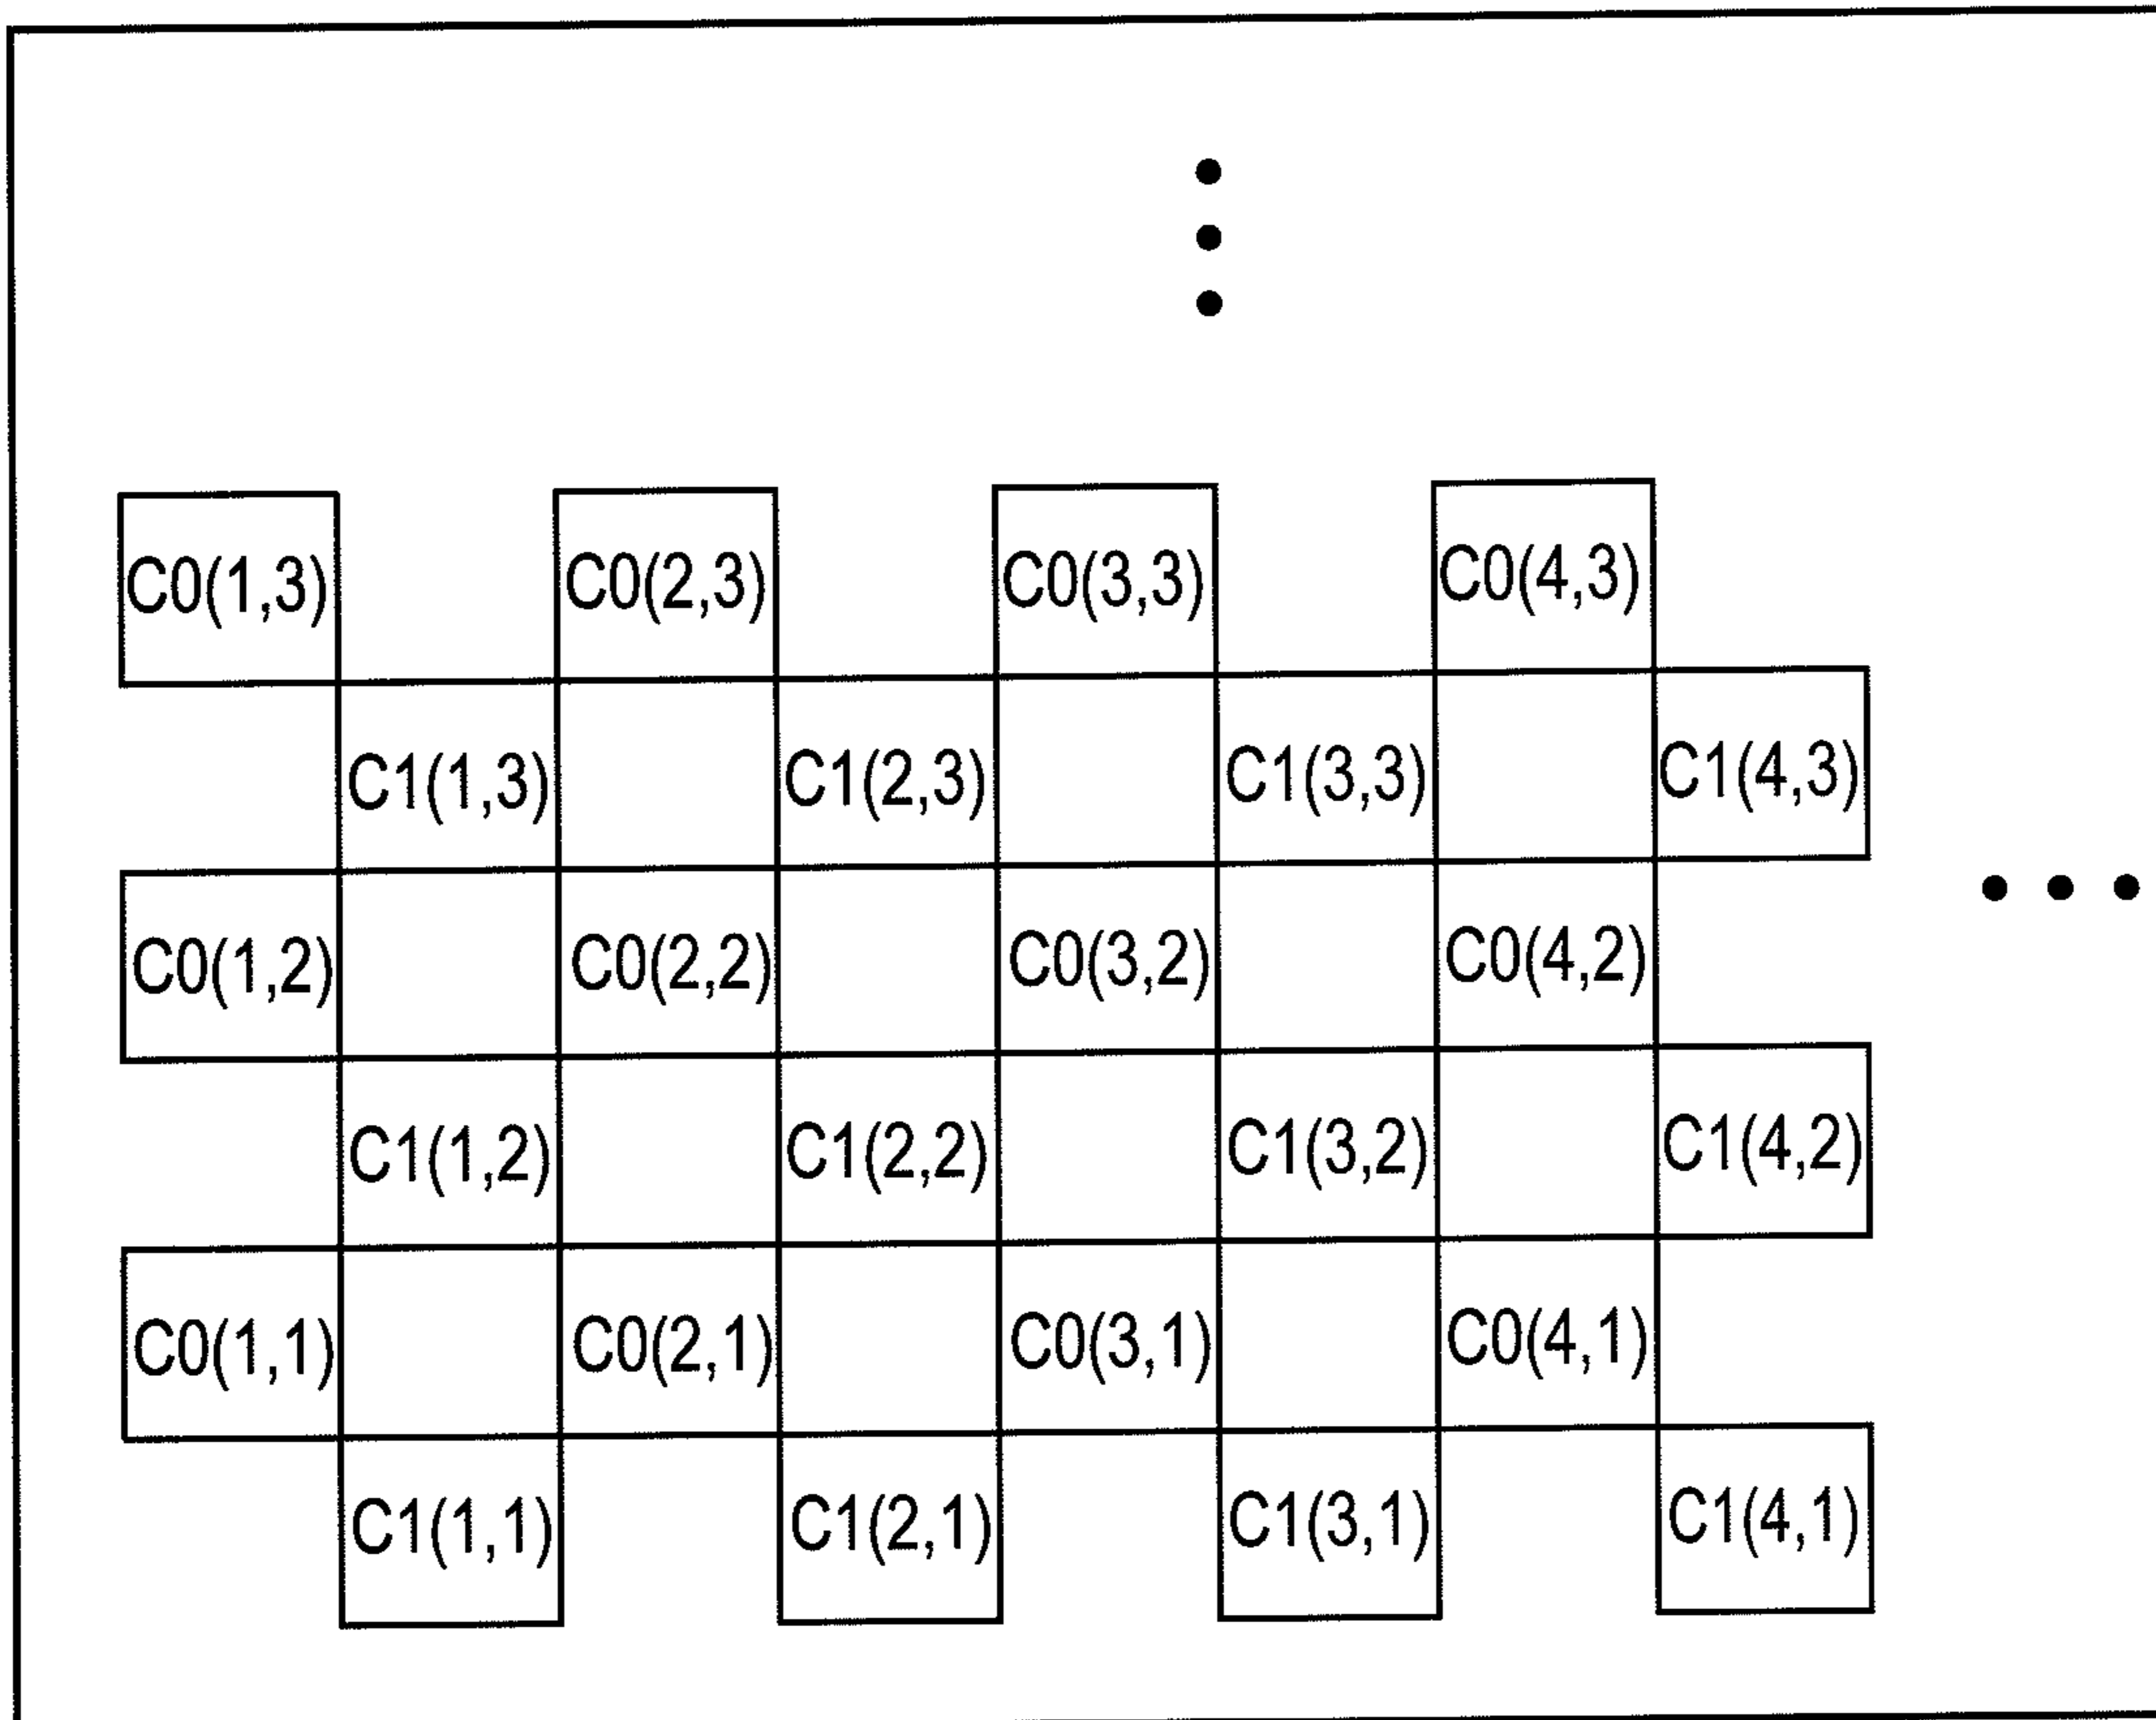 C0(1,3) C0(2,3) C0(3,3) C0(4,3)
C1(1,3) C1(2,3) C1(3,3) C1(4,3)
C0(1,2) C0(2,2) C0(3,2) C0(4,2)
C1(1,2) C1(2,2) C1(3,2) C1(4,2)
C0(1,1) C0(2,1) C0(3,1) C0(4,1)
C1(1,1) C1(2,1) C1(3,1) C1(4,1)